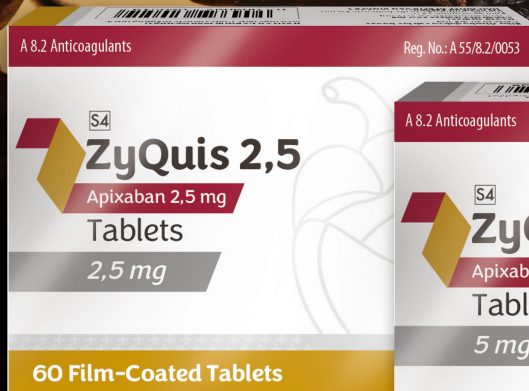 A 8.2 Anticoagulants
Reg. No.: A 55/8.2/0053
S4
ZyQuis 2,5
Apixaban 2,5 mg
Tablets
2,5 mg
60 Film-Coated Tablets
A 8.2 Anticoagulants
S4
5 mg